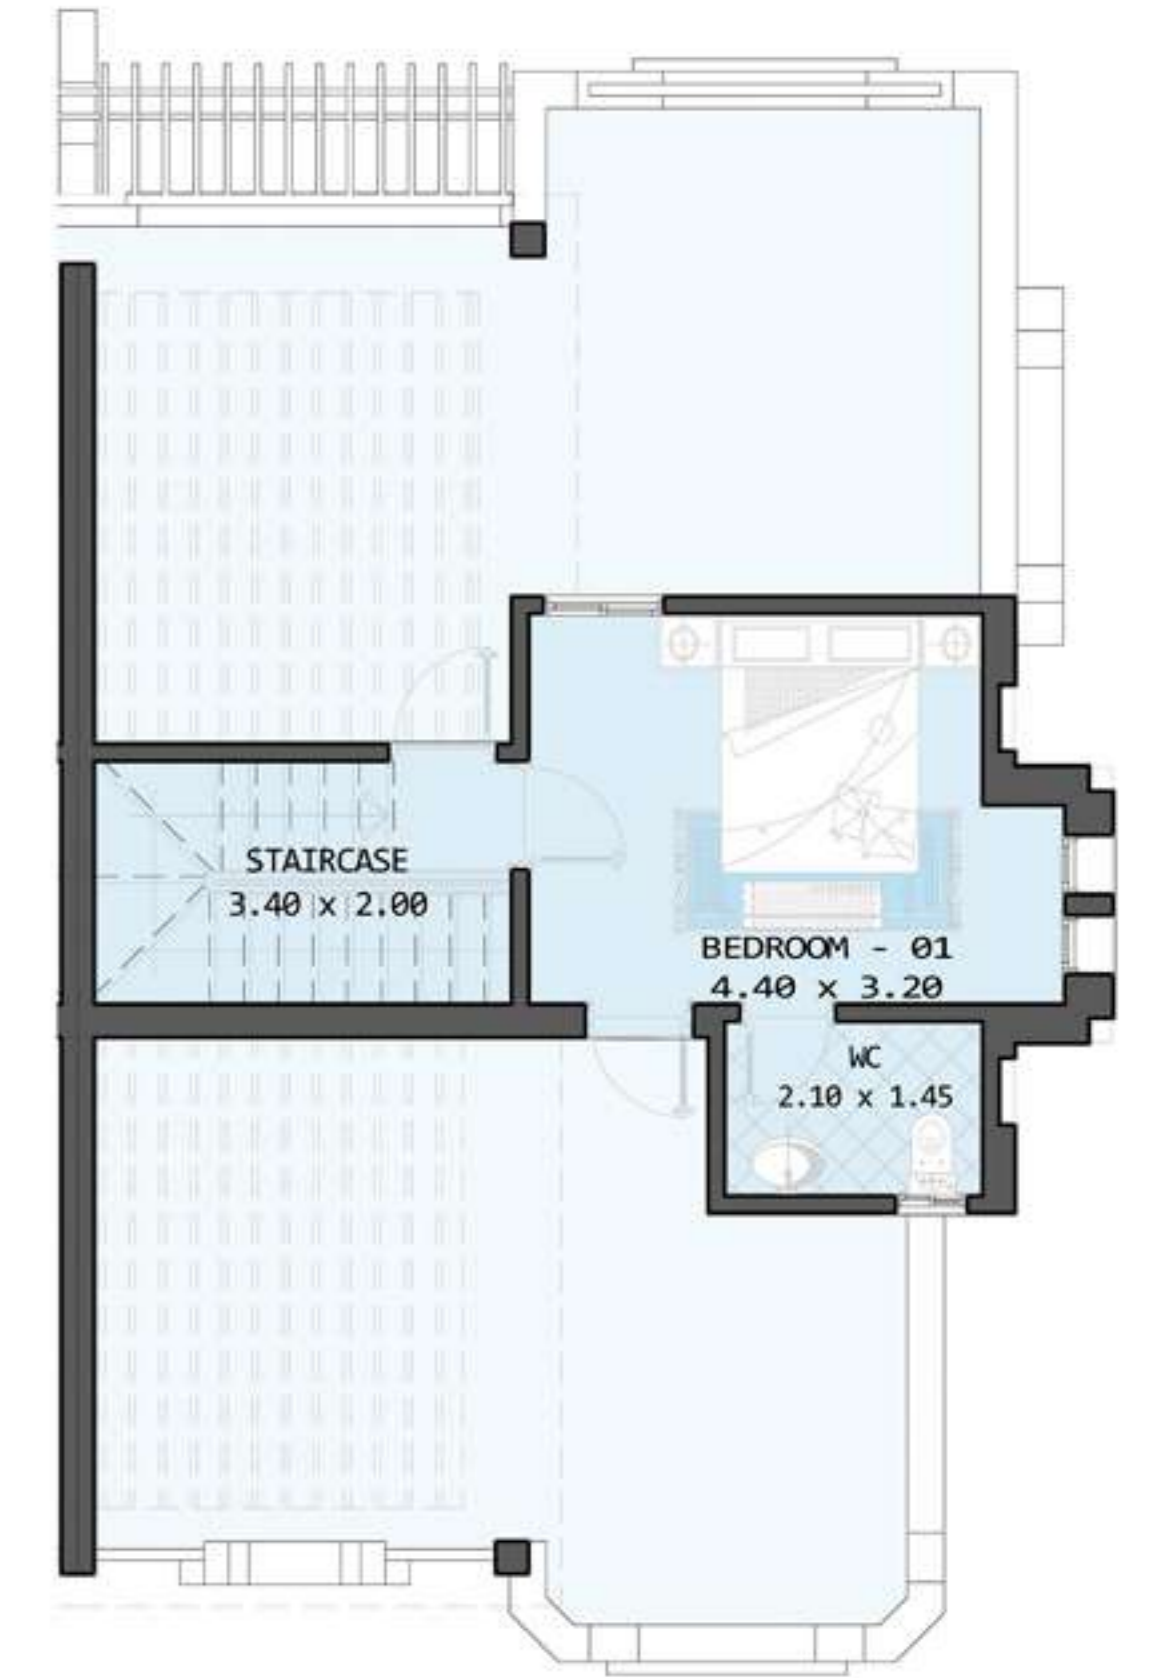 STAIRCASE
3.40 x 2.00
BEDROOM - 01
4.40 x 3.20
WC
2.10 x 1.45